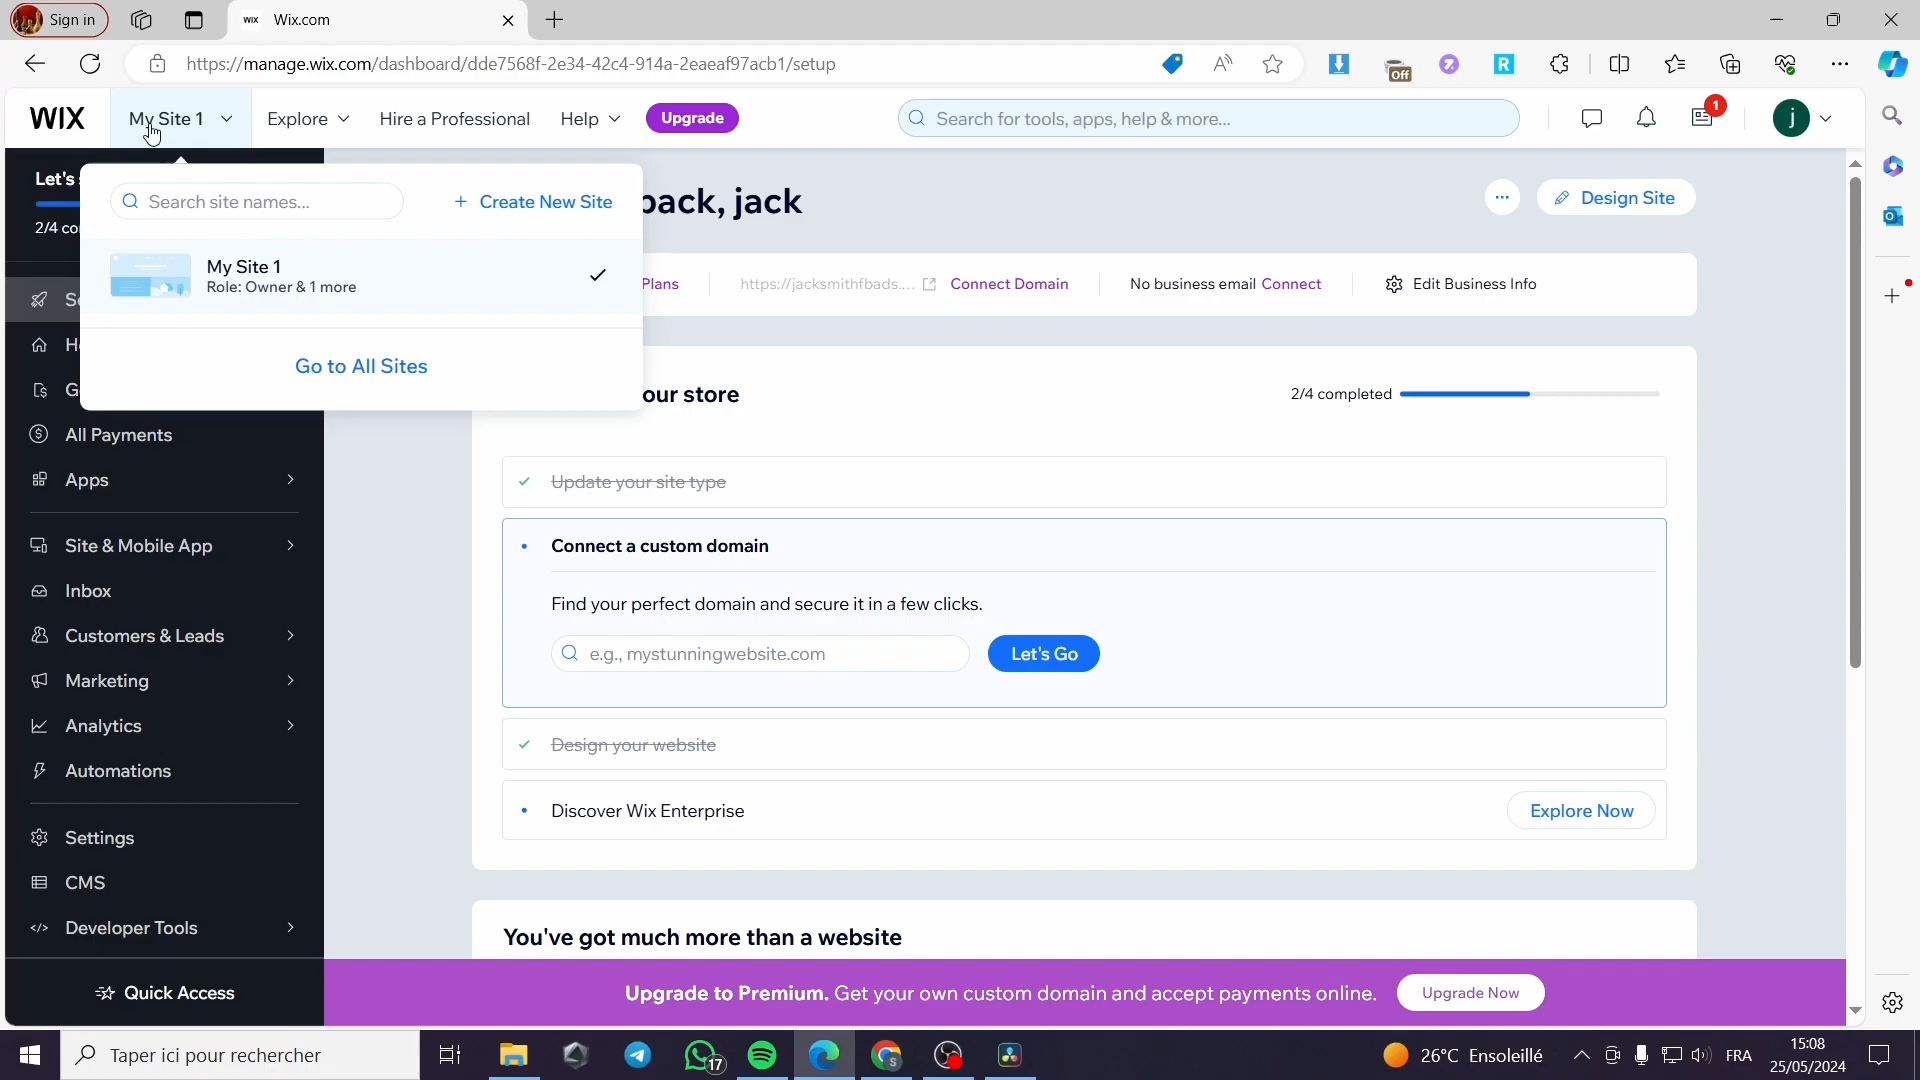 Sign in
WIX Wix.com
https://manage.wix.com/dashboard/dde7568f-2e34-42c4-914a-2eaeaf97acb1/setup
Off
WIX
My Site 1
Explore
Hire a Professional
Help
Upgrade
Search for tools, apps, help & more...
1
j
Let's
2/4
Search site names...
+ Create New Site
My Site 1
Role: Owner & 1 more
Go to All Sites
back, jack
Design Site
Plans
https://jacksmithfbads....
Connect Domain
No business email Connect
Edit Business Info
our store
2/4 completed
All Payments
Apps
Site & Mobile App
Inbox
Customers & Leads
Marketing
Analytics
Automations
Settings
CMS
Developer Tools
Quick Access
Update your site type
Connect a custom domain
Find your perfect domain and secure it in a few clicks.
e.g., mystunningwebsite.com
Let's Go
Design your website
Discover Wix Enterprise
Explore Now
You've got much more than a website
Upgrade to Premium. Get your own custom domain and accept payments online.
Upgrade Now
Taper ici pour rechercher
17
26°C Ensoleillé
FRA
15:08
25/05/2024